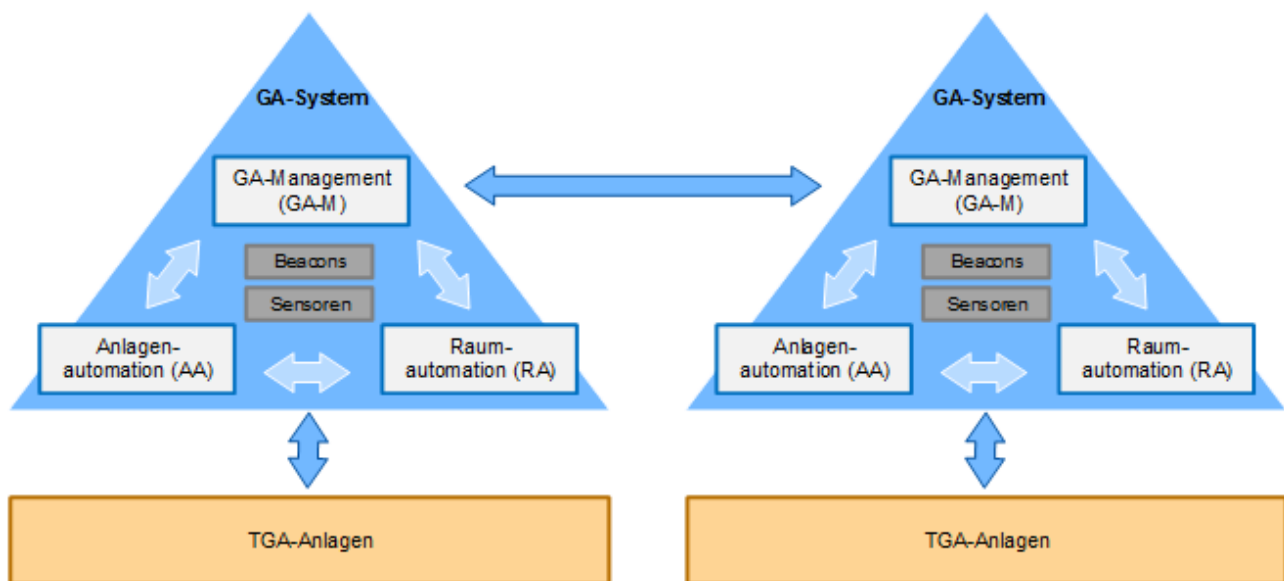 GA-System
GA-Management
(GA-M)
Beacons
Sensoren
Anlagen-
automation (AA)
Raum-
automation (RA)
TGA-Anlagen
GA-System
GA-Management
(GA-M)
Beacons
Sensoren
Anlagen-
automation (AA)
Raum-
automation (RA)
TGA-Anlagen